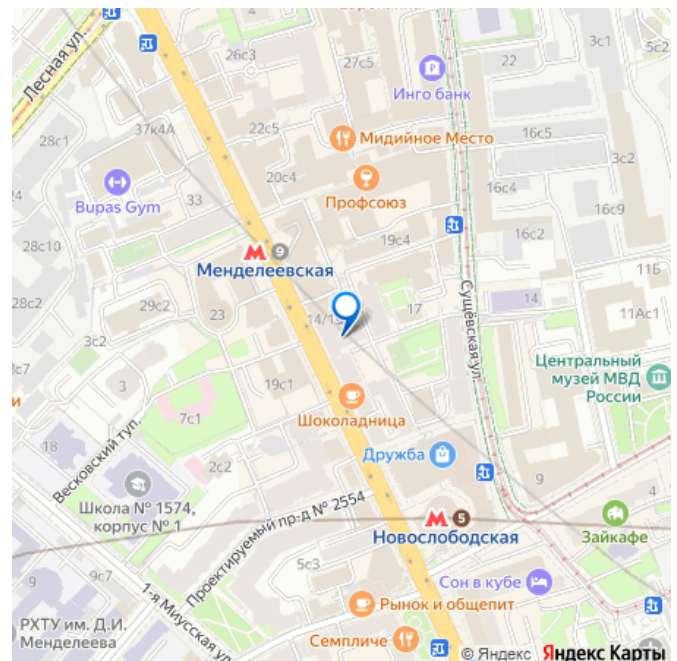 Лесная ул.
26с3
27с5
22
3с1
5с2
Инго банк
37к4А
28с1
22с5
Мидийное Место
16с5
3с2
24
33
20с4
Bupas Gym
Профсоюз
16с4
16с9
28с10
9
19с4
16с2
Менделеевская
11Б
28с2
29с2
23
14/1
17
Сущёвская ул.
14
11Ас1
3с2
3с7
3
19с1
Центральный
музей МВД
России
и
7с1
Шоколадница
18
Весковский туп.
2с2
Дружба
9
4
Школа № 1574,
корпус № 1
Проектируемый пр-д № 2554
5
Новослободская
Зайкафе
9с7
5с3
1-я Миусская ул.
Сон в кубе
РХТУ им. Д.И.
Менделеева
Рынок и общепит
Семпличе
© Яндекс Яндекс Карты